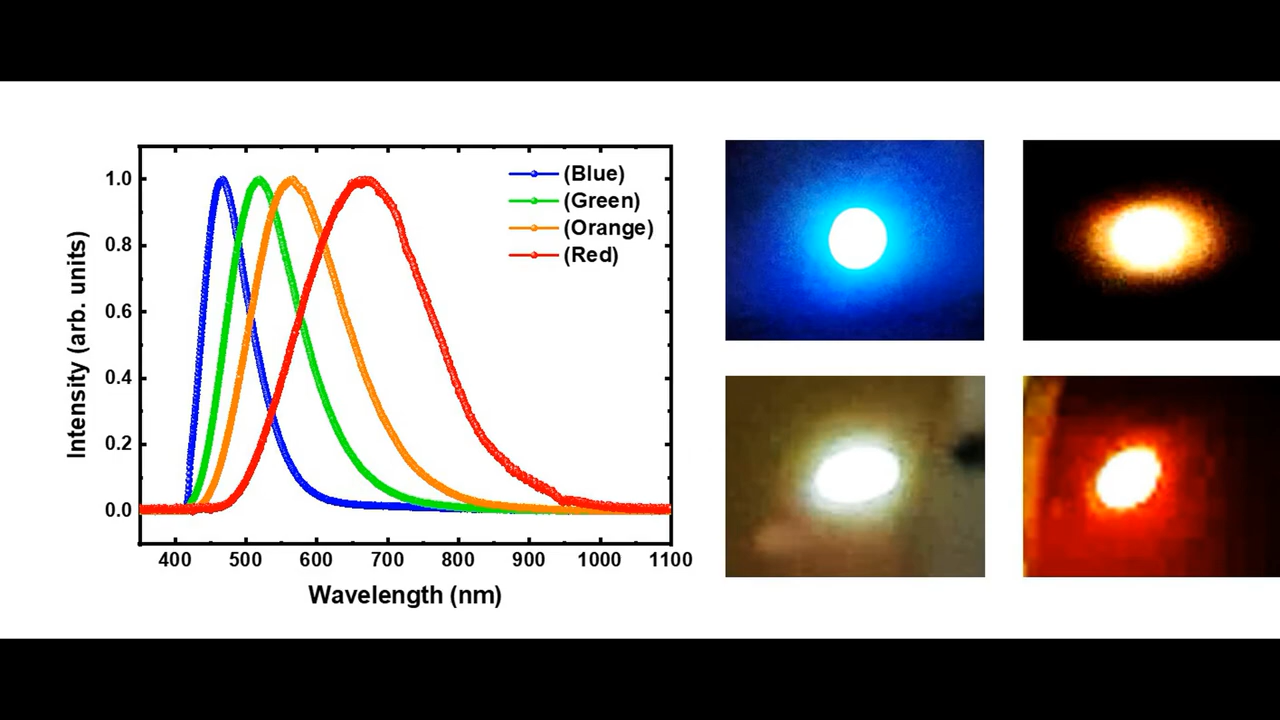 1.0
0.8
0.6
0.4
0.2
0.0
Intensity (arb. units)
(Blue)
(Green)
(Orange)
(Red)
400 500 600 700 800 900 1000 1100
Wavelength (nm)